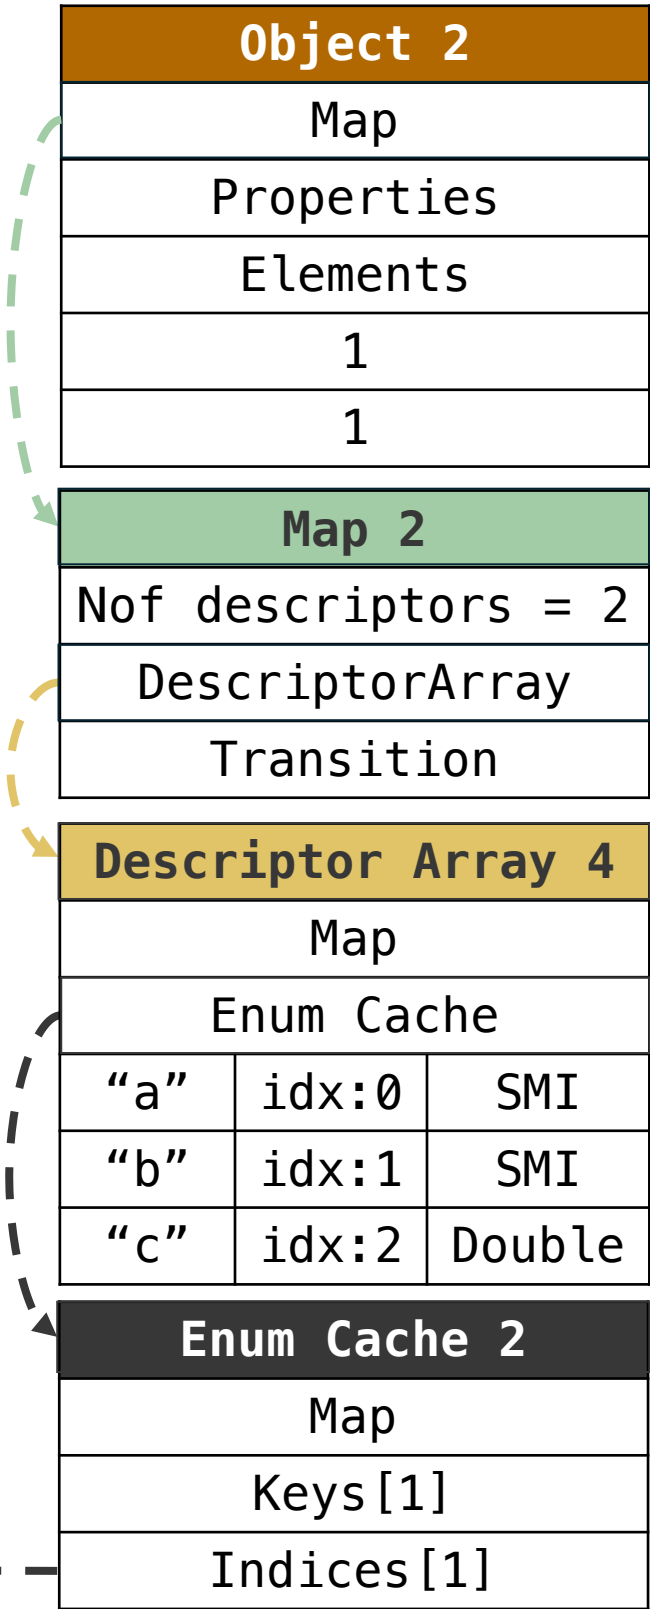 Object 2
Map
Properties
Elements
1
1
Map 2
Nof descriptors = 2
DescriptorArray
Transition
Descriptor Array 4
Map
Enum Cache
“a” idx:0 SMI
“b” idx:1 SMI
“c” idx:2 Double
Enum Cache 2
Map
Keys[1]
Indices[1]